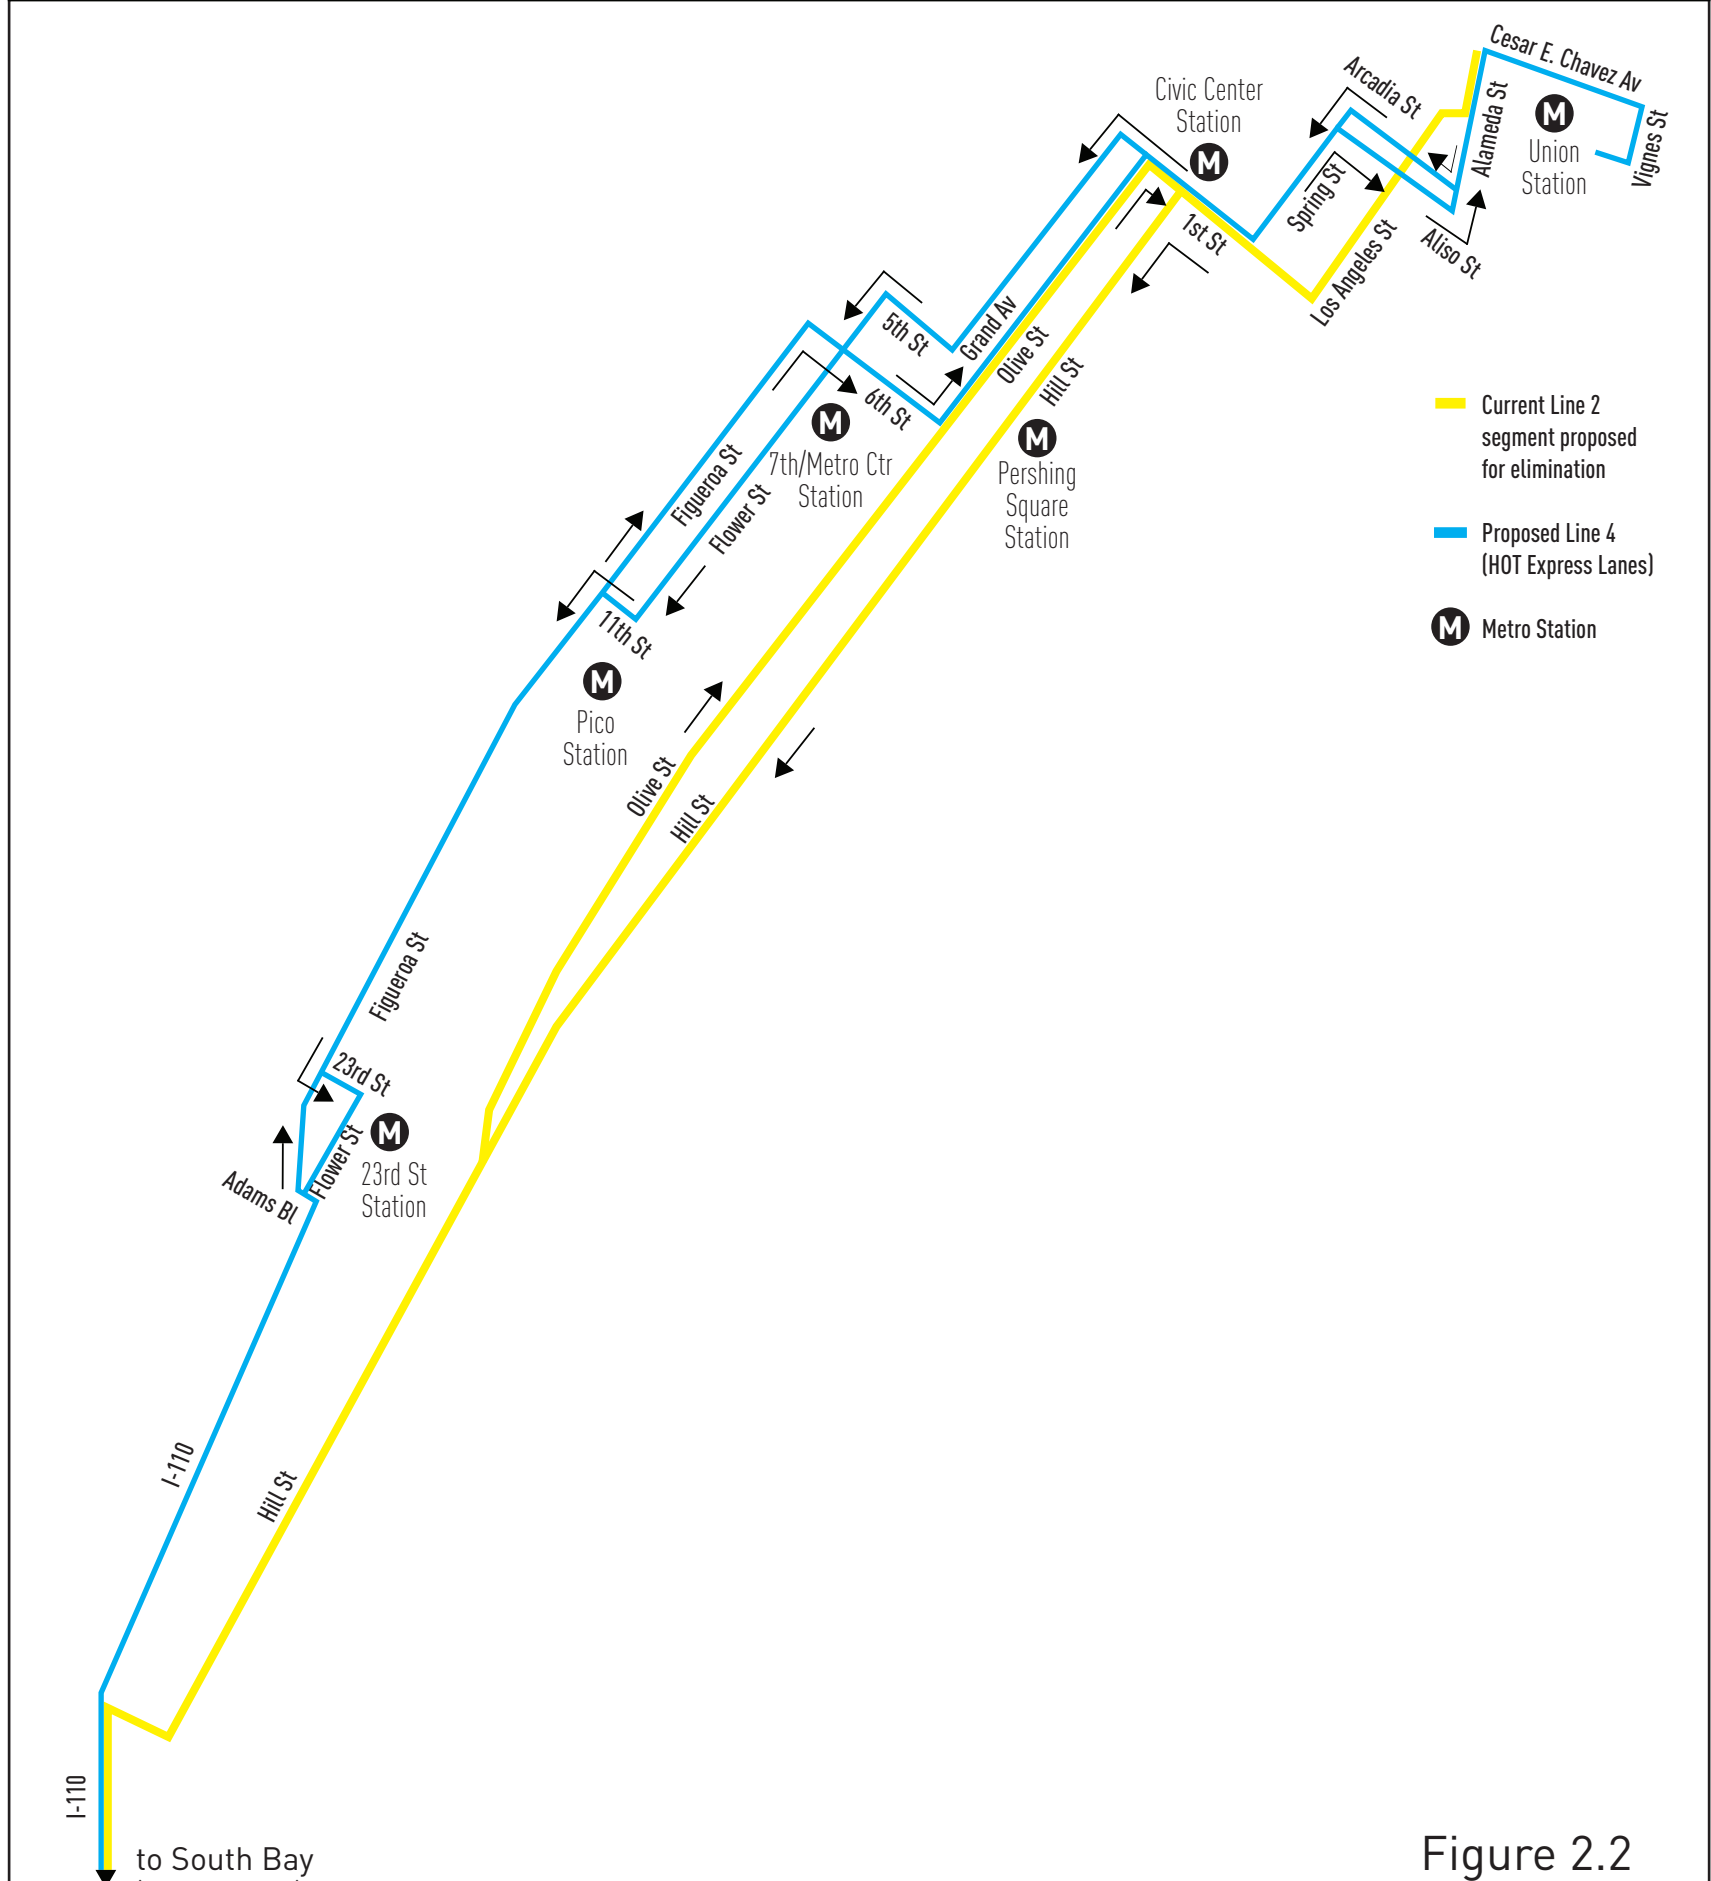 Cesar E. Chavez Av
Arcadia St
Civic Center
Station
M
Alameda St
M
Union
Station
Vignes St
Spring St
1st St
Los Angeles St
Aliso St
5th St
Grand Av
Olive St
Hill St
6th St
M
7th/Metro Ctr
Station
M
Pershing
Square
Station
Figueroa St
Flower St
Current Line 2
segment proposed
for elimination
Proposed Line 4
(HOT Express Lanes)
M Metro Station
11th St
M
Pico
Station
Olive St
Hill St
Figueroa St
23rd St
M
23rd St
Station
Flower St
Adams Bl
I-110
Hill St
I-110
to South Bay
Figure 2.2